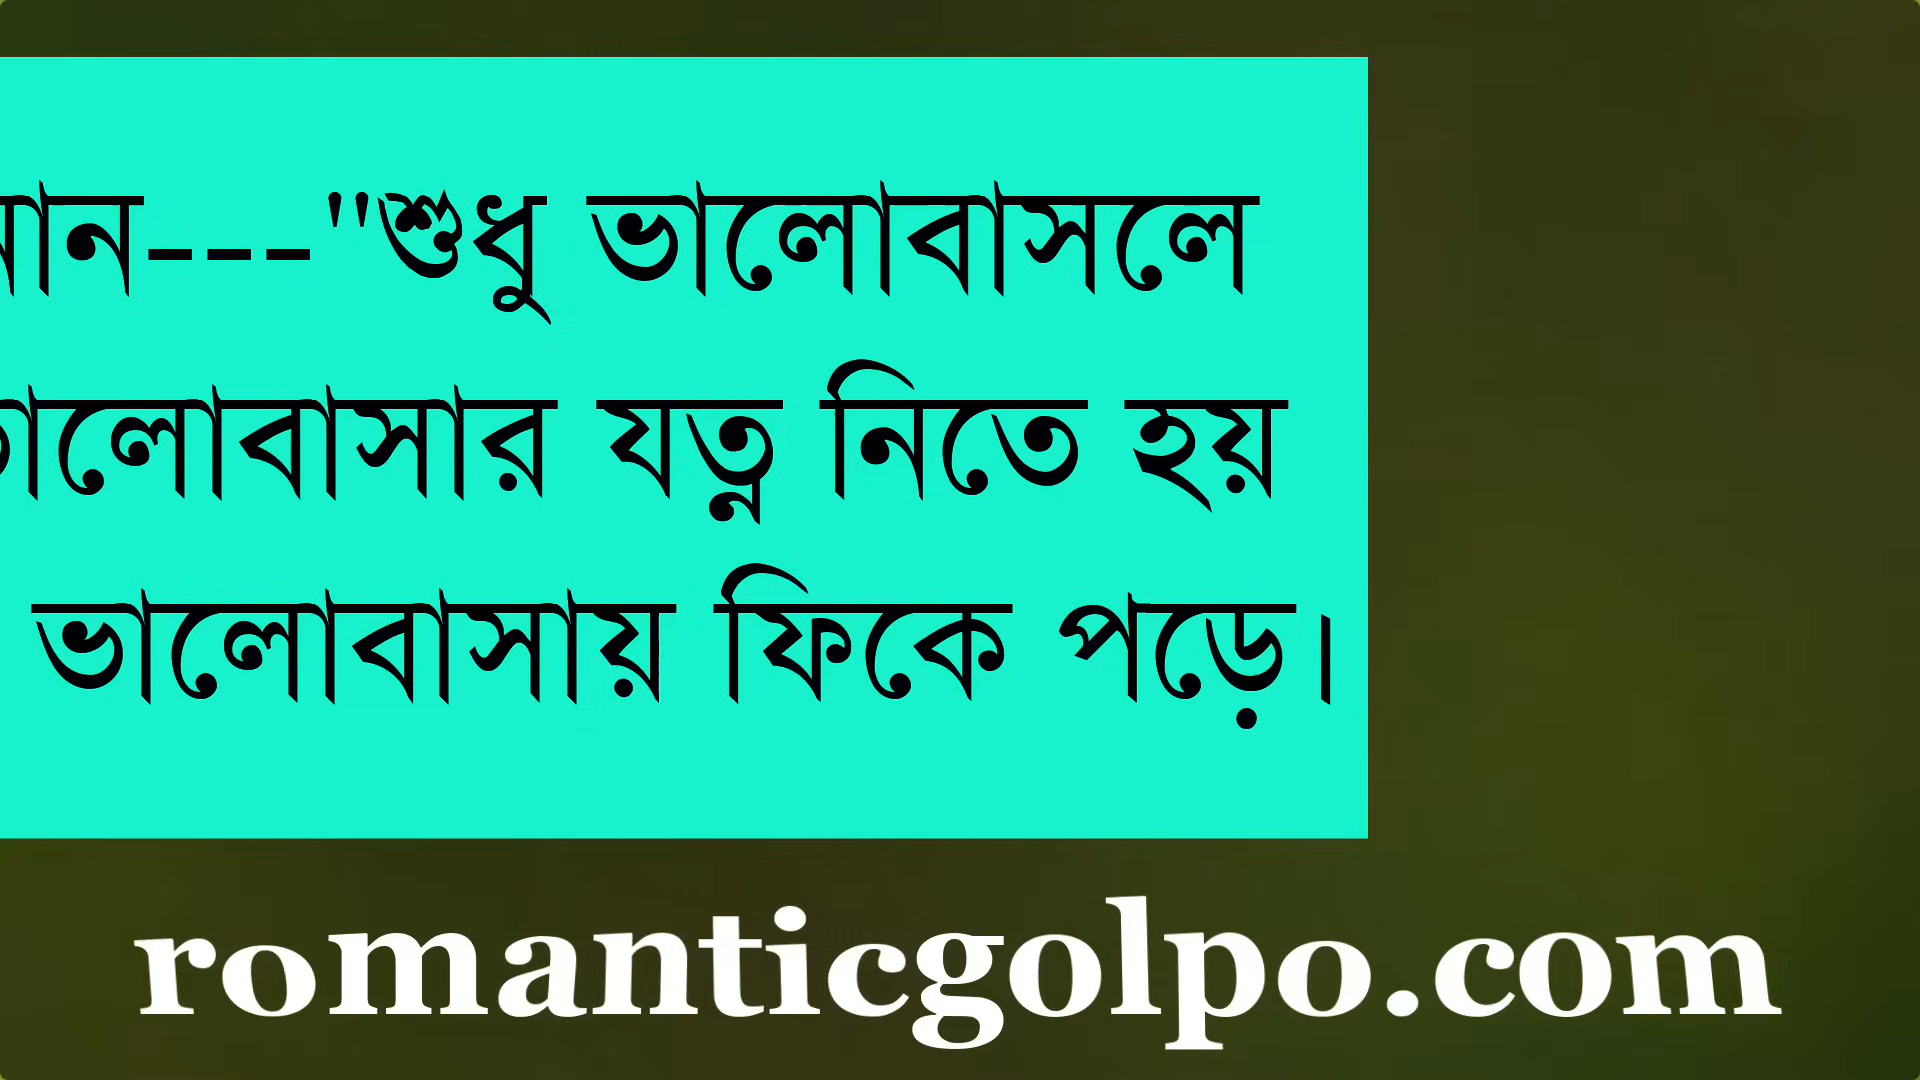 ---"শুধু ভালোবাসলে
ভালোবাসার যত্ন নিতে হয়
ভালোবাসায় ফিকে পড়ে।
romanticgolpo.com